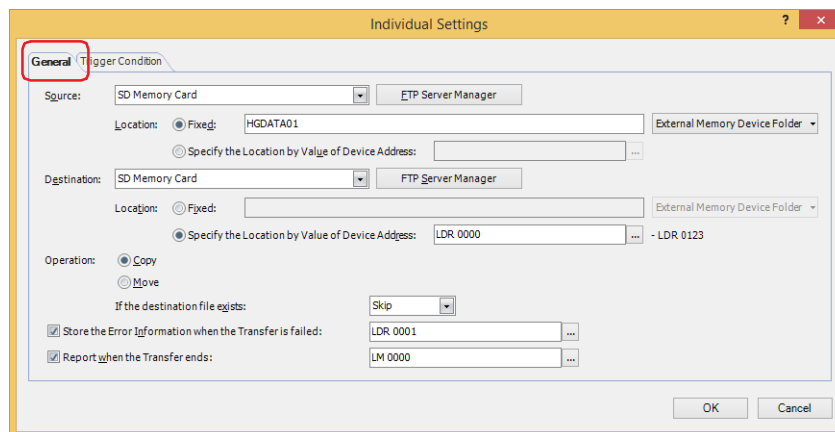 Individual Settings
? ×
General Trigger Condition
Source: SD Memory Card FTP Server Manager
Location: Fixed: HGDATA01 External Memory Device Folder
Specify the Location by Value of Device Address: ...
Destination: SD Memory Card FTP Server Manager
Location: Fixed: External Memory Device Folder
Specify the Location by Value of Device Address: LDR 0000 ... - LDR 0123
Operation: Copy
Move
If the destination file exists: Skip
Store the Error Information when the Transfer is failed: LDR 0001 ...
Report when the Transfer ends: LM 0000 ...
OK Cancel